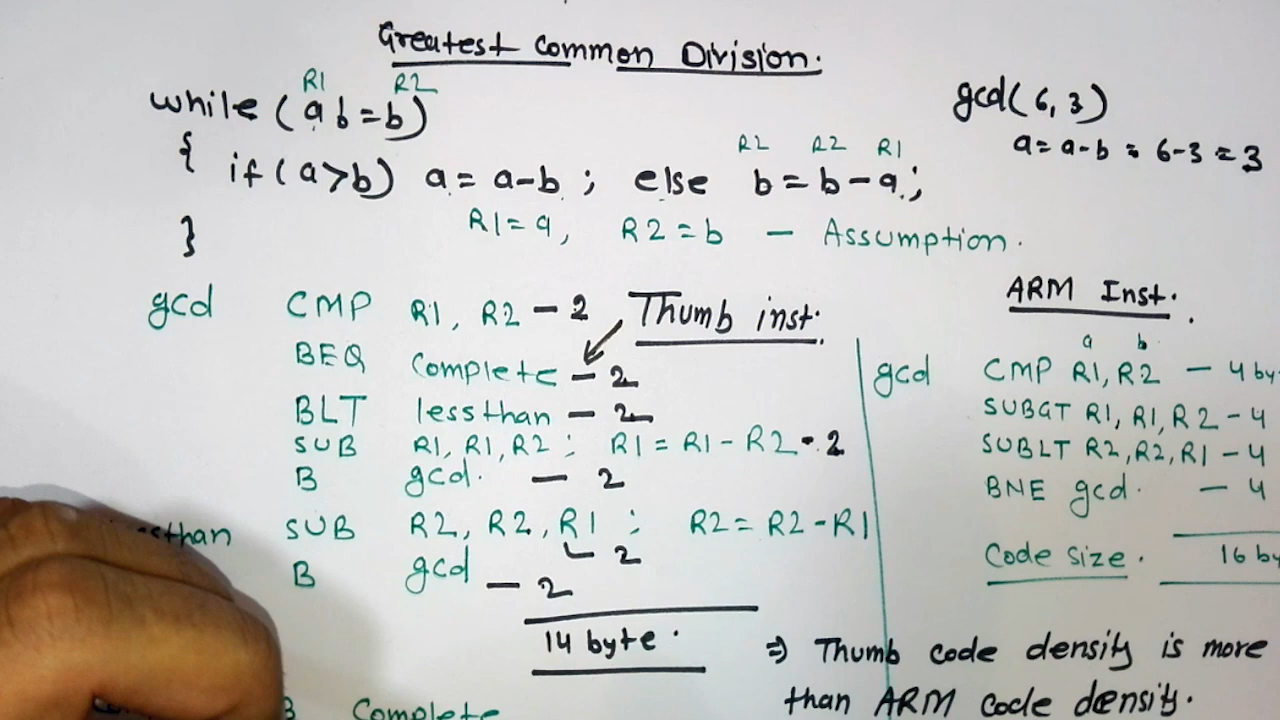 Greatest Common Division.
R1 R2
while (a b = b)
{ if (a>b) a = a-b ; else b = b-a;
R2 R2 R1
}
R1 = a, R2 = b - Assumption.
gcd(6,3)
a = a-b = 6-3 = 3
Thumb inst.
gcd CMP R1, R2 - 2
BEQ Complete - 2
BLT lessthan - 2
SUB R1, R1, R2 ; R1 = R1 - R2 - 2
B gcd. - 2
sthan SUB R2, R2, R1 ; R2 = R2-R1
- 2
B gcd - 2
14 byte.
B Complete
ARM Inst.
a b
gcd CMP R1, R2 - 4 by
SUBGT R1, R1, R2 - 4
SUBLT R2, R2, R1 - 4
BNE gcd. - 4
Code Size. 16 by
⇒ Thumb code density is more
than ARM code density.